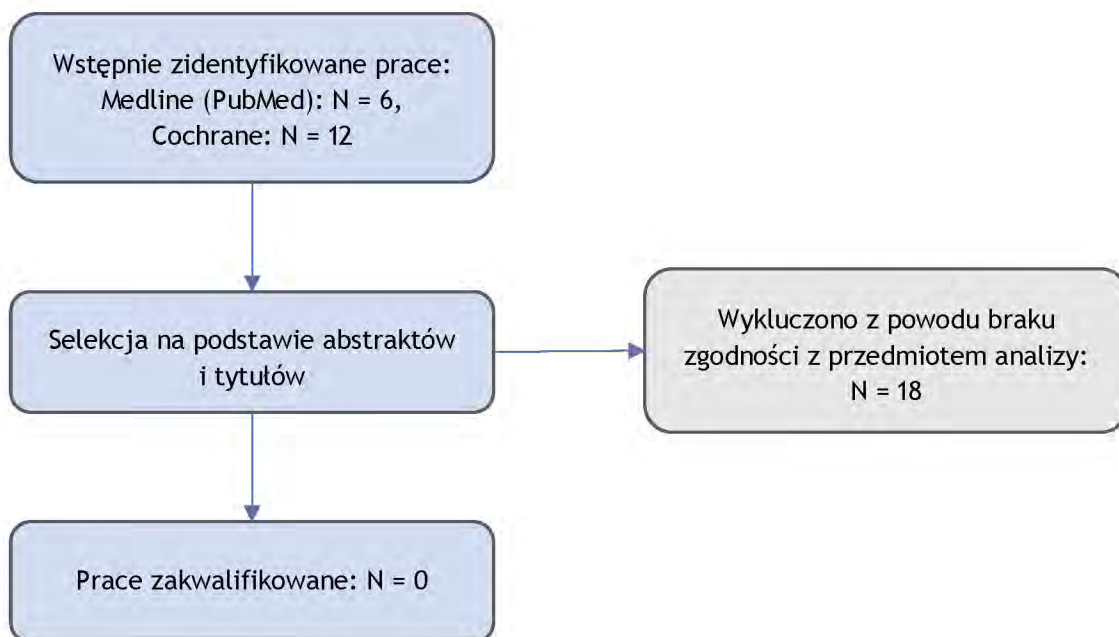 Wstępnie zidentyfikowane prace:
Medline (PubMed): N = 6,
Cochrane: N = 12
Selekcja na podstawie abstraktów
i tytułów
Wykluczono z powodu braku
zgodności z przedmiotem analizy:
N = 18
Prace zakwalifikowane: N = 0